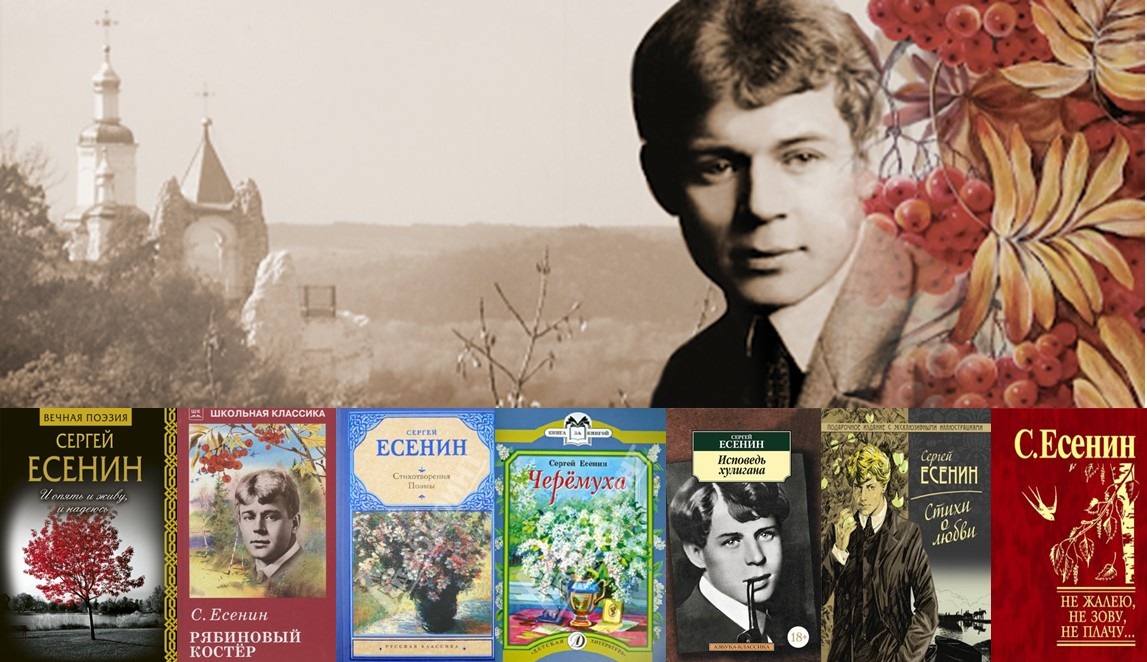 ВЕЧНАЯ ПОЭЗИЯ
СЕРГЕЙ
ЕСЕНИН
И опять и живу,
и надеюсь
ШКОЛЬНАЯ КЛАССИКА
С. Есенин
РЯБИНОВЫЙ
КОСТЁР
СЕРГЕЙ
ЕСЕНИН
Стихотворения
Поэмы
РУССКАЯ КЛАССИКА
КНИГА ЗА КНИГОЙ
Сергей Есенин
Черёмуха
"ДЕТСКАЯ ЛИТЕРАТУРА"
СЕРГЕЙ
ЕСЕНИН
Исповедь
хулигана
18+
АЗБУКА-КЛАССИКА
ПОДАРОЧНОЕ ИЗДАНИЕ С ЭКСКЛЮЗИВНЫМИ ИЛЛЮСТРАЦИЯМИ
Сергей
ЕСЕНИН
Стихи
о
любви
С.Есенин
НЕ ЖАЛЕЮ,
НЕ ЗОВУ,
НЕ ПЛАЧУ...